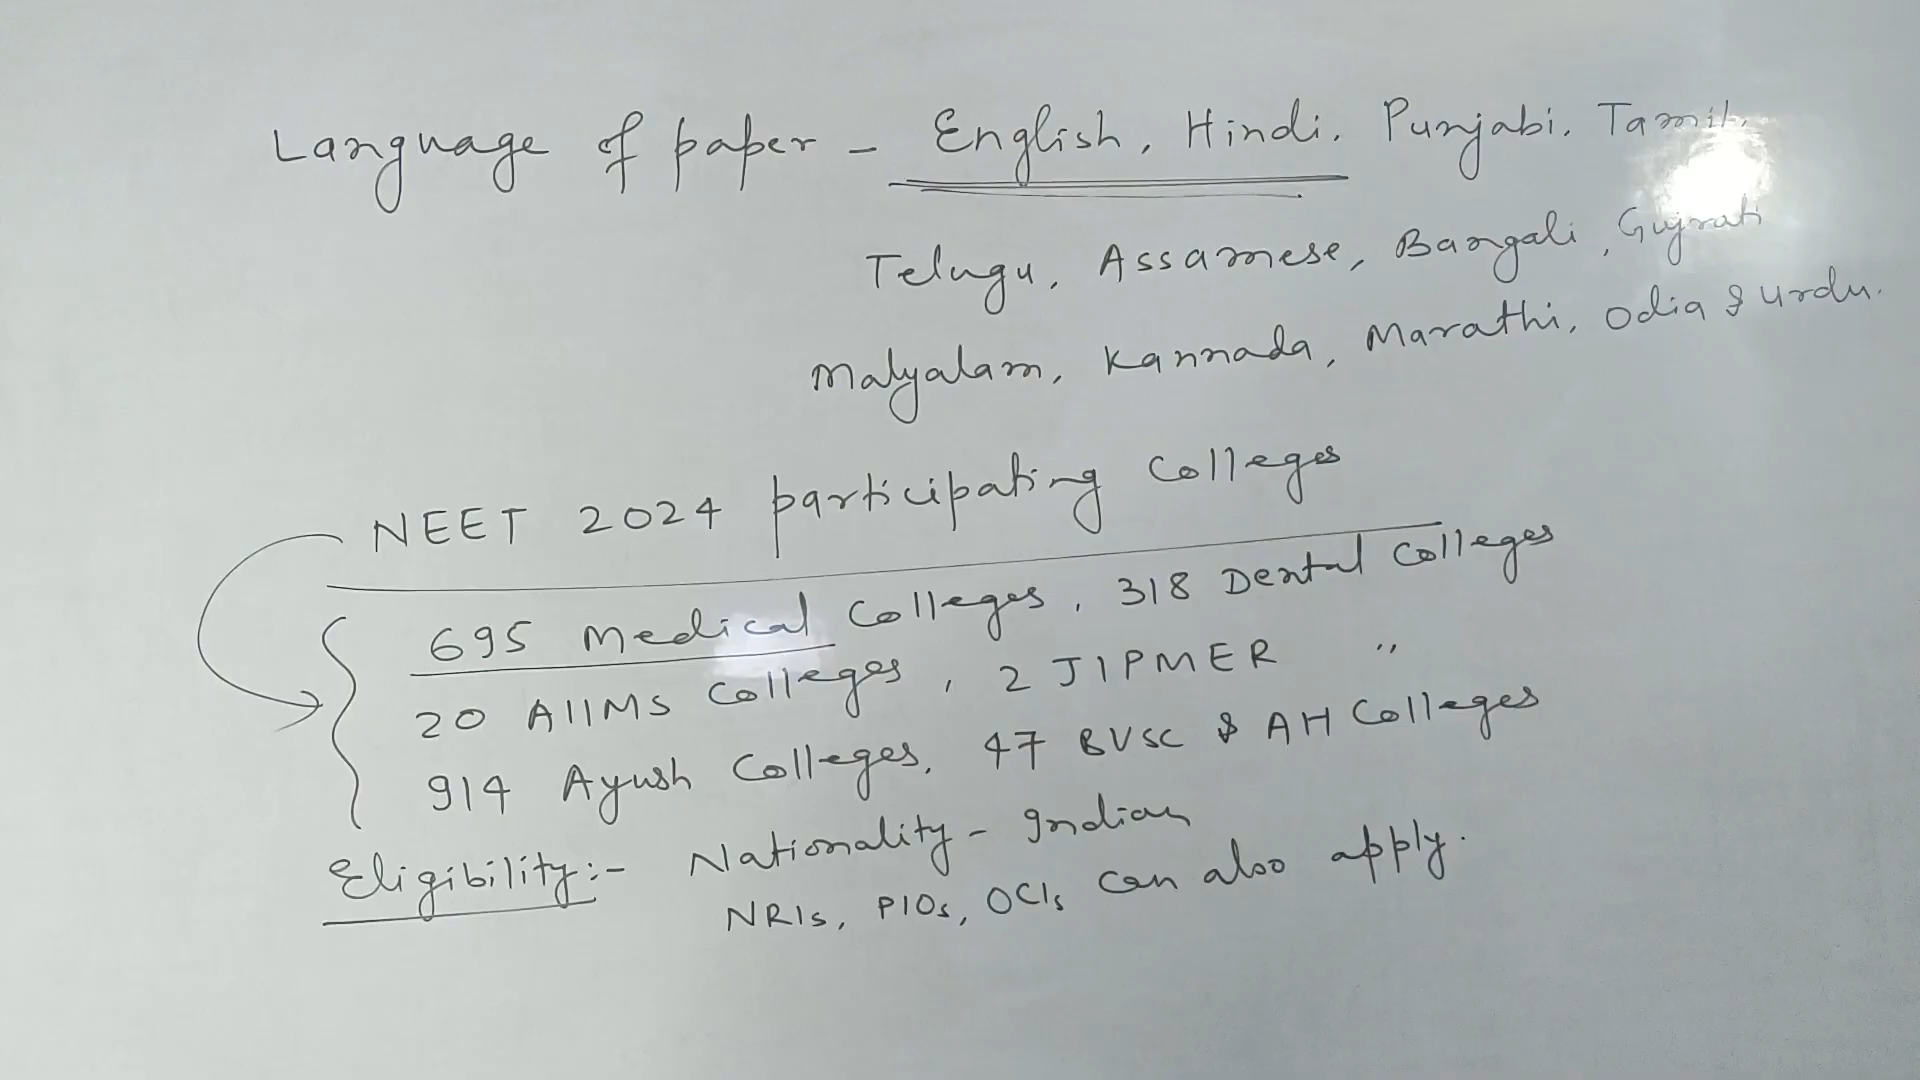 Language of paper - English, Hindi, Punjabi, Tamil,
Telugu, Assamese, Bangali, Gujrati
Malyalam, Kannada, Marathi, Odia & Urdu.
NEET 2024 participating Colleges
695 Medical Colleges, 318 Dental Colleges
20 AIIMS Colleges, 2 JIPMER "
914 Ayush Colleges, 47 BVSC & AH Colleges
Eligibility:- Nationality - Indian
NRIs, PIOs, OCIs can also apply.